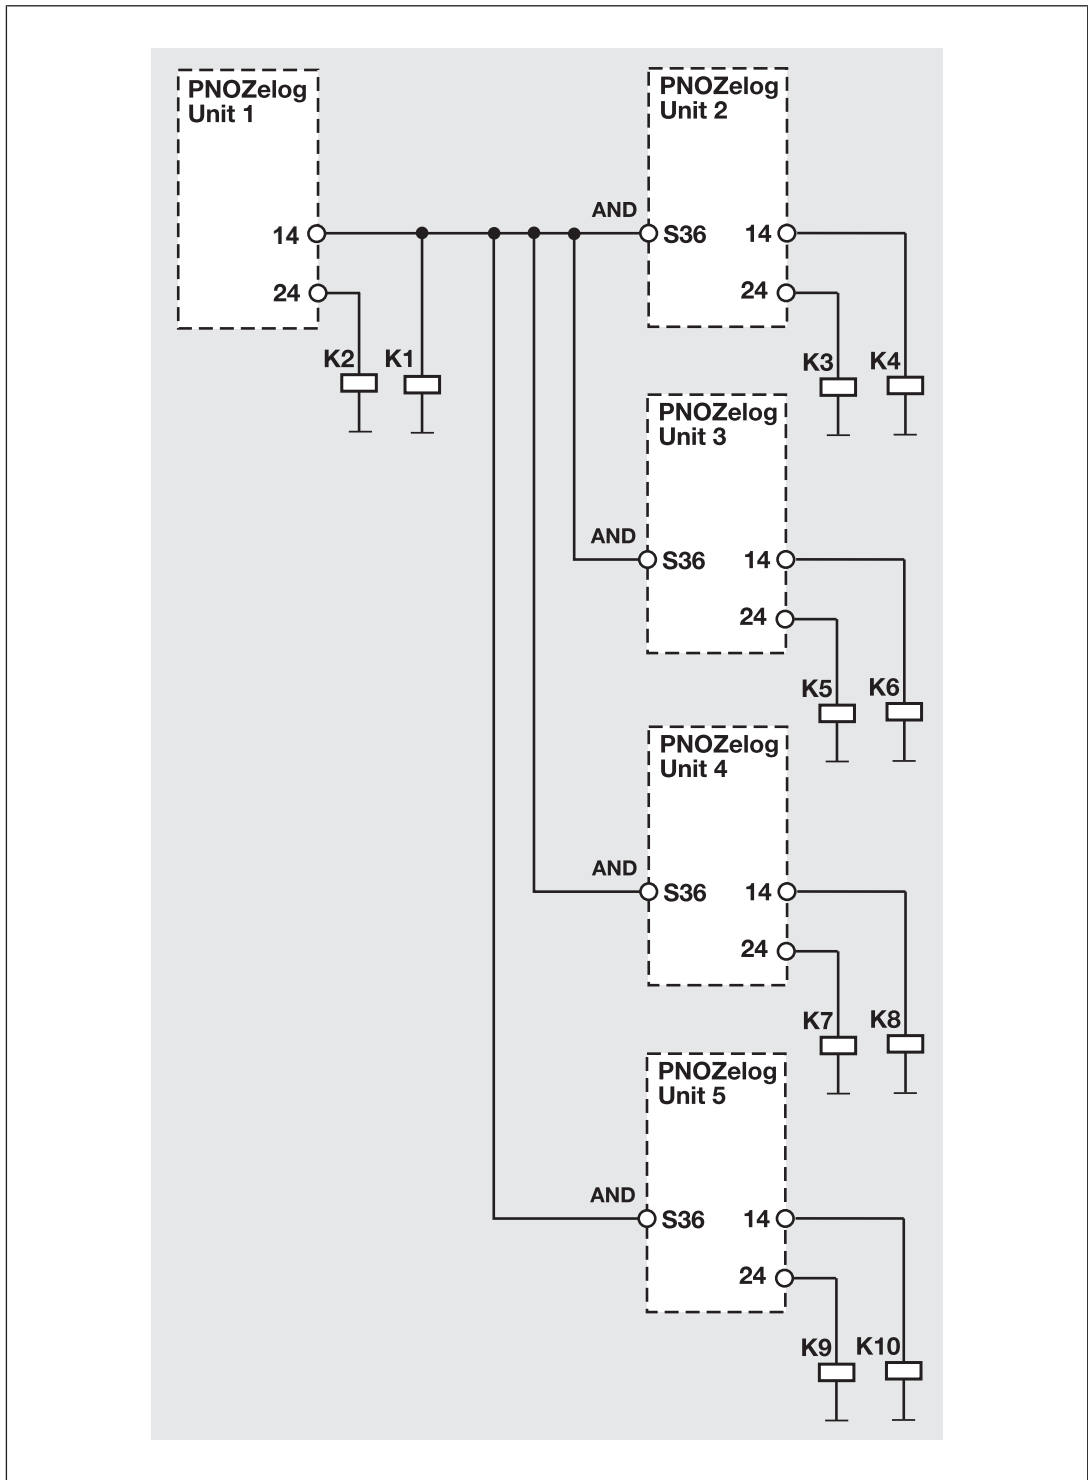 PNOZelog
Unit 1
14
24
K2 K1
PNOZelog
Unit 2
AND
S36 14
24
K3 K4
PNOZelog
Unit 3
AND
S36 14
24
K5 K6
PNOZelog
Unit 4
AND
S36 14
24
K7 K8
PNOZelog
Unit 5
AND
S36 14
24
K9 K10